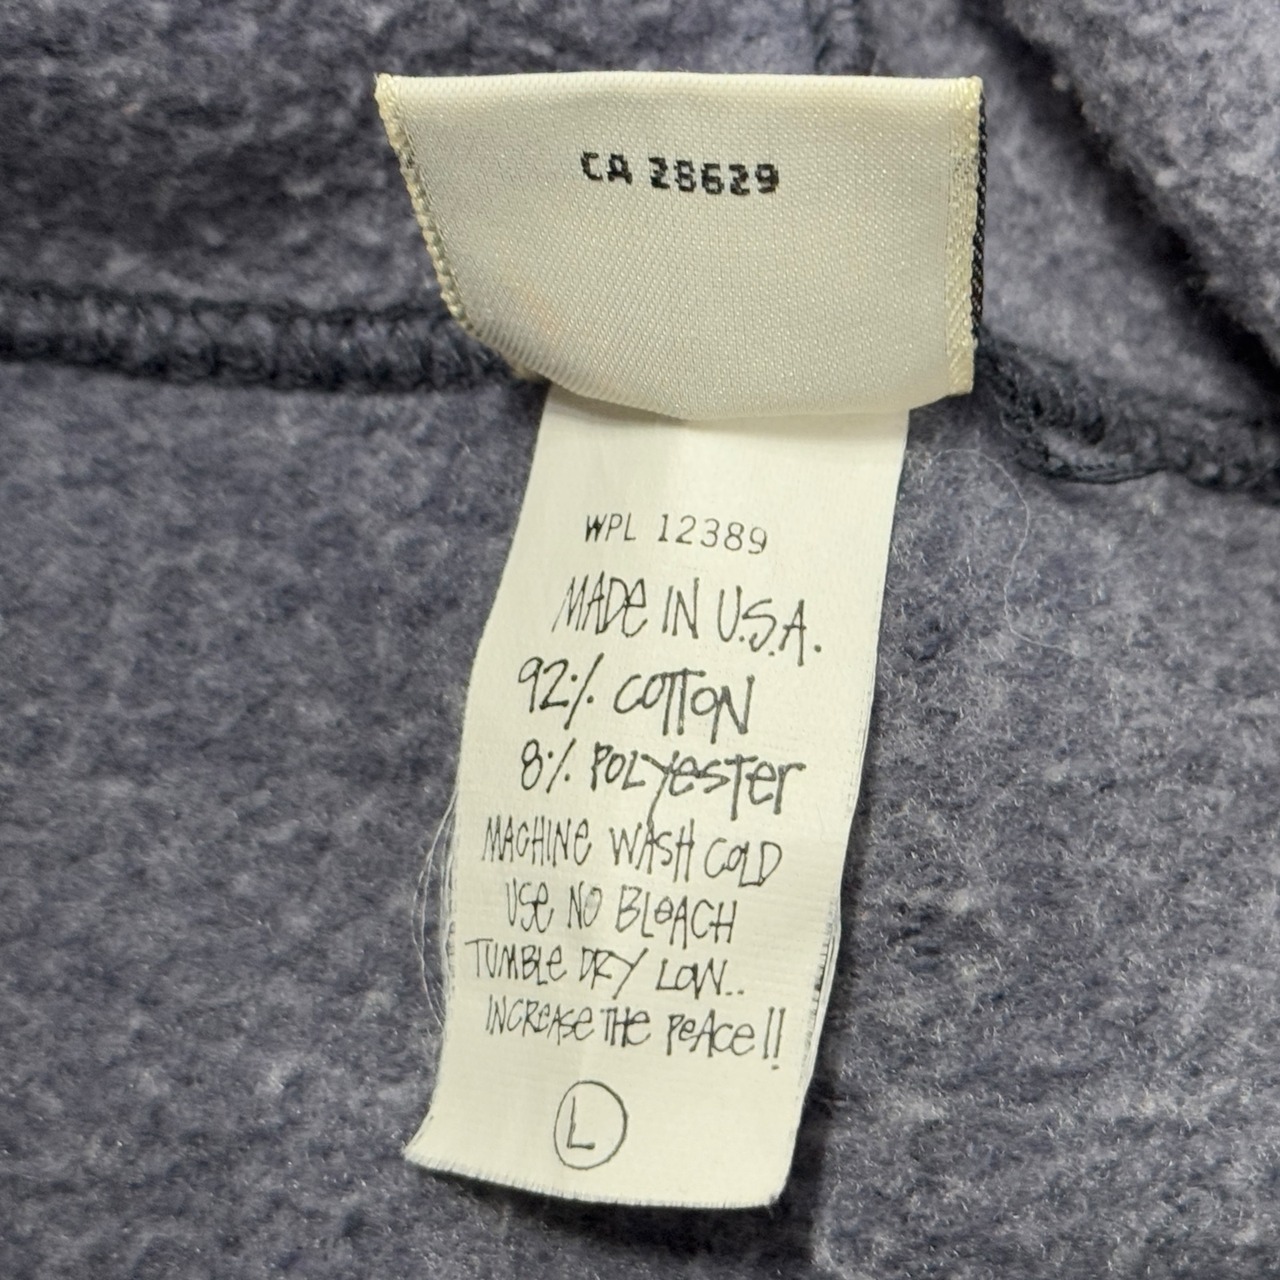 CA 28629
WPL 12389
MADE IN U.S.A.
92% COTTON
8% POLYESTER
MACHINE WASH COLD
USE NO BLEACH
TUMBLE DRY LOW..
INCREASE THE PEACE!!
L